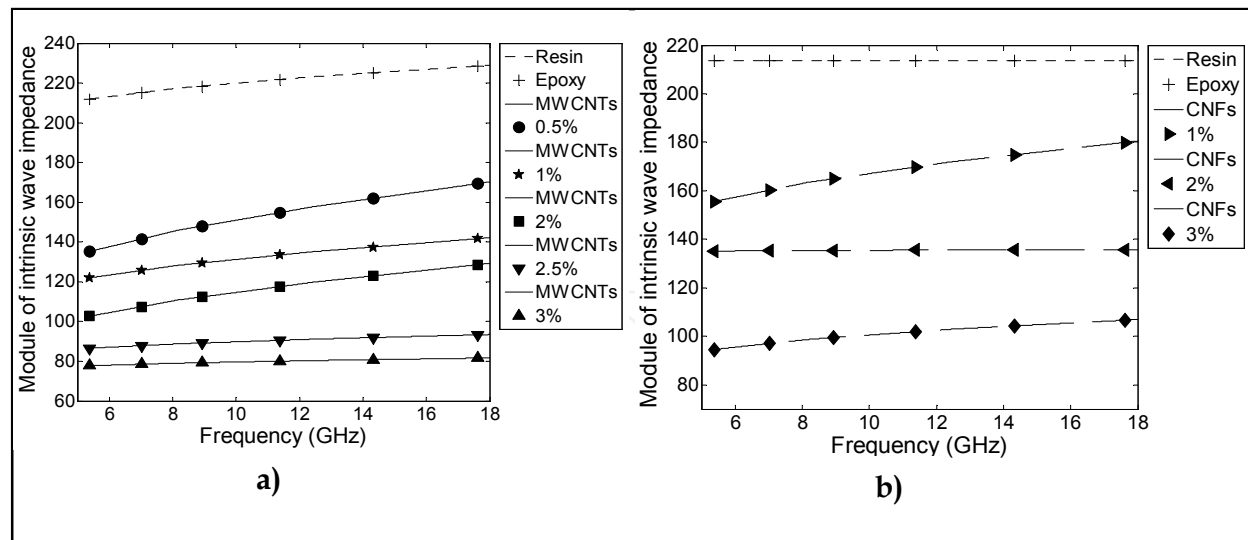 Module of intrinsic wave impedance
240
220
200
180
160
140
120
100
80
60
6
8
10
12
14
16
18
Frequency (GHz)
Resin
Epoxy
MWCNTs
0.5%
MWCNTs
1%
MWCNTs
2%
MWCNTs
2.5%
MWCNTs
3%
a)
Module of intrinsic wave impedance
220
200
180
160
140
120
100
80
6
8
10
12
14
16
18
Frequency (GHz)
Resin
Epoxy
CNFs
1%
CNFs
2%
CNFs
3%
b)